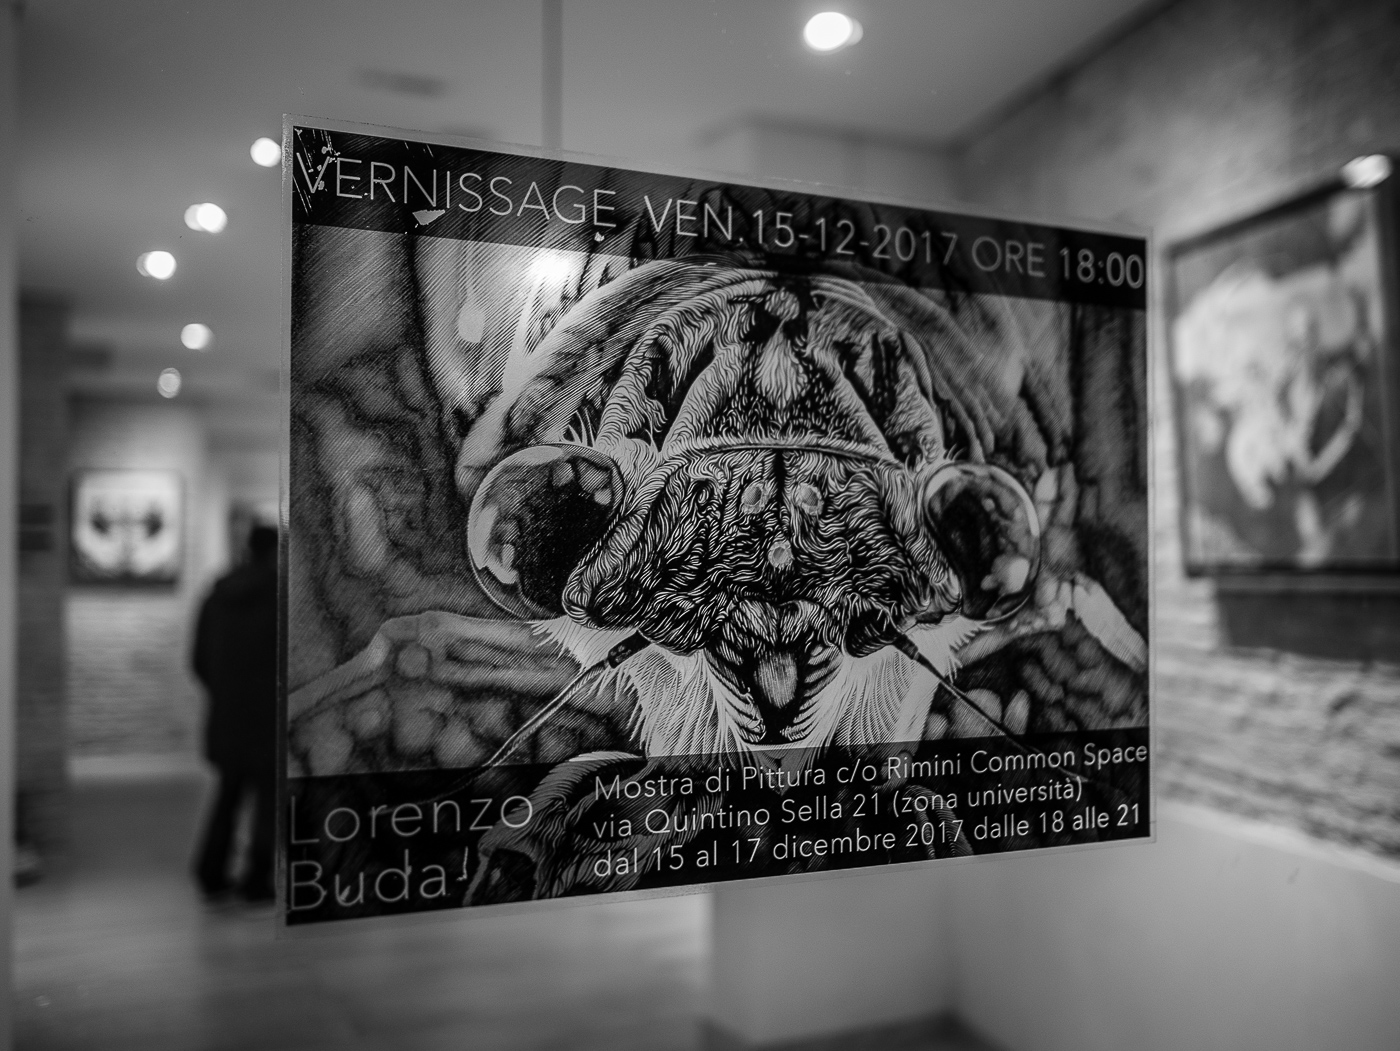 VERNISSAGE VEN.15-12-2017 ORE 18:00
Lorenzo
Buda
Mostra di Pittura c/o Rimini Common Space
via Quintino Sella 21 (zona università)
dal 15 al 17 dicembre 2017 dalle 18 alle 21